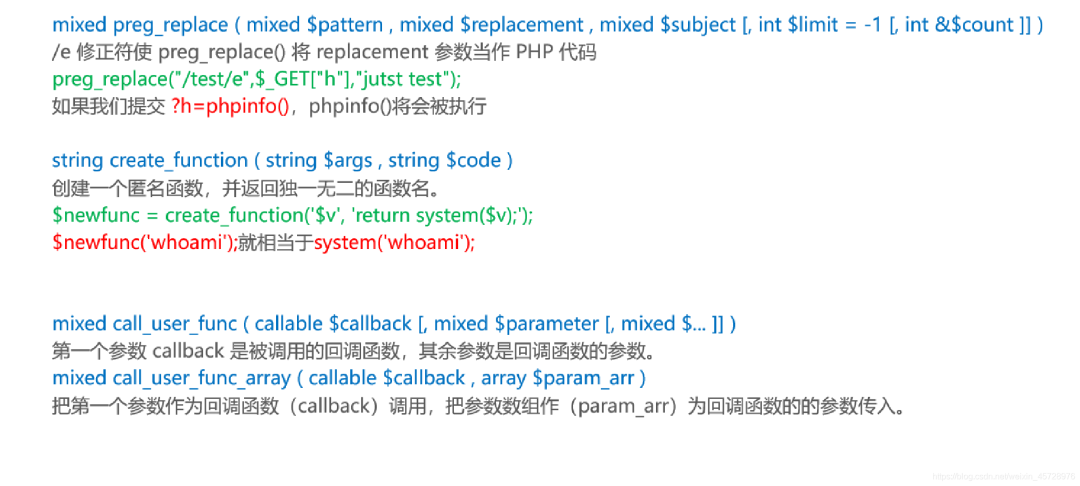 mixed preg_replace ( mixed $pattern , mixed $replacement , mixed $subject [, int $limit = -1 [, int &$count ]] )
/e 修正符使 preg_replace() 将 replacement 参数当作 PHP 代码
preg_replace("/test/e",$_GET["h"],"jutst test");
如果我们提交 ?h=phpinfo()，phpinfo()将会被执行
string create_function ( string $args , string $code )
创建一个匿名函数，并返回独一无二的函数名。
$newfunc = create_function('$v', 'return system($v);');
$newfunc('whoami');就相当于system('whoami');
mixed call_user_func ( callable $callback [, mixed $parameter [, mixed $... ]] )
第一个参数 callback 是被调用的回调函数，其余参数是回调函数的参数。
mixed call_user_func_array ( callable $callback , array $param_arr )
把第一个参数作为回调函数（callback）调用，把参数数组作（param_arr）为回调函数的的参数传入。